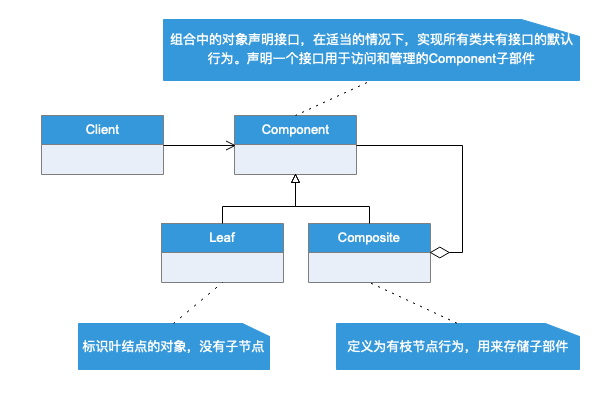 组合中的对象声明接口，在适当的情况下，实现所有类共有接口的默认
行为。声明一个接口用于访问和管理的Component子部件
Client
Component
Leaf
Composite
标识叶结点的对象，没有子节点
定义为有枝节点行为，用来存储子部件